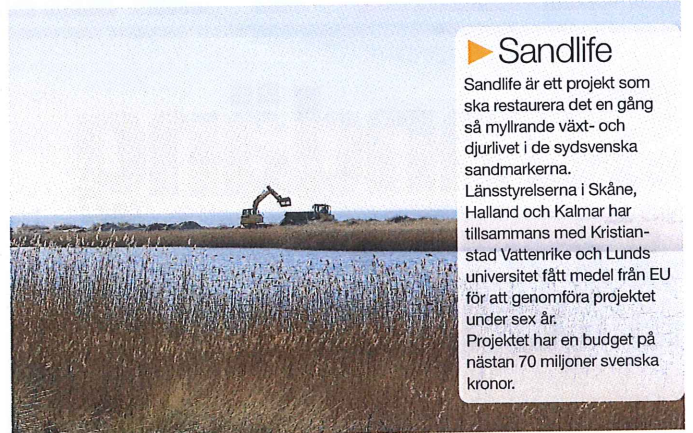 Sandlife
Sandlife är ett projekt som
ska restaurera det en gång
så myllrande växt- och
djurlivet i de sydsvenska
sandmarkerna.
Länsstyrelserna i Skåne,
Halland och Kalmar har
tillsammans med Kristian-
stad Vattenrike och Lunds
universitet fått medel från EU
för att genomföra projektet
under sex år.
Projektet har en budget på
nästan 70 miljoner svenska
kronor.